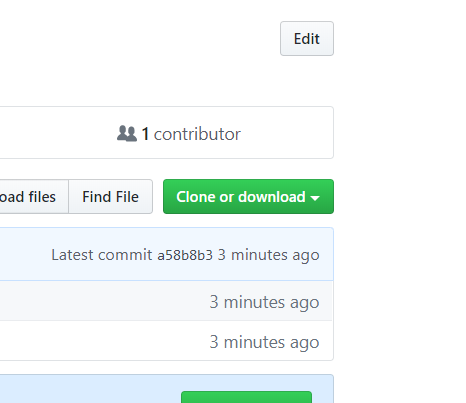 Edit
1 contributor
oad files Find File Clone or download
Latest commit a58b8b3 3 minutes ago
3 minutes ago
3 minutes ago